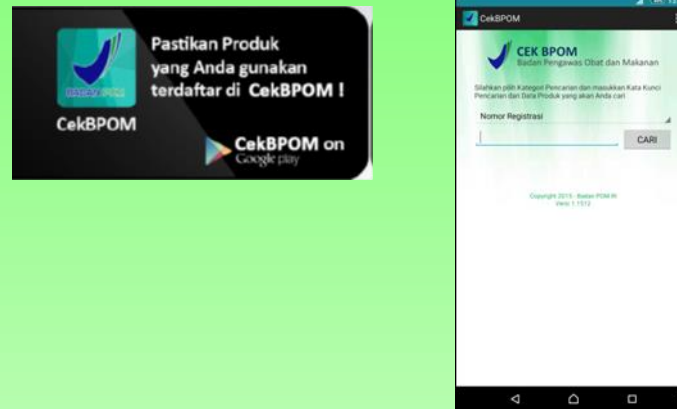 Pastikan Produk
yang Anda gunakan
terdaftar di CekBPOM !
BADAN POM
CekBPOM
CekBPOM on
Google play
CekBPOM
CEK BPOM
Badan Pengawas Obat dan Makanan
Silahkan pilih Kategori Pencarian dan masukkan Kata Kunci
Pencarian dari Data Produk yang akan Anda cari
Nomor Registrasi
CARI
Copyright 2015 - Badan POM RI